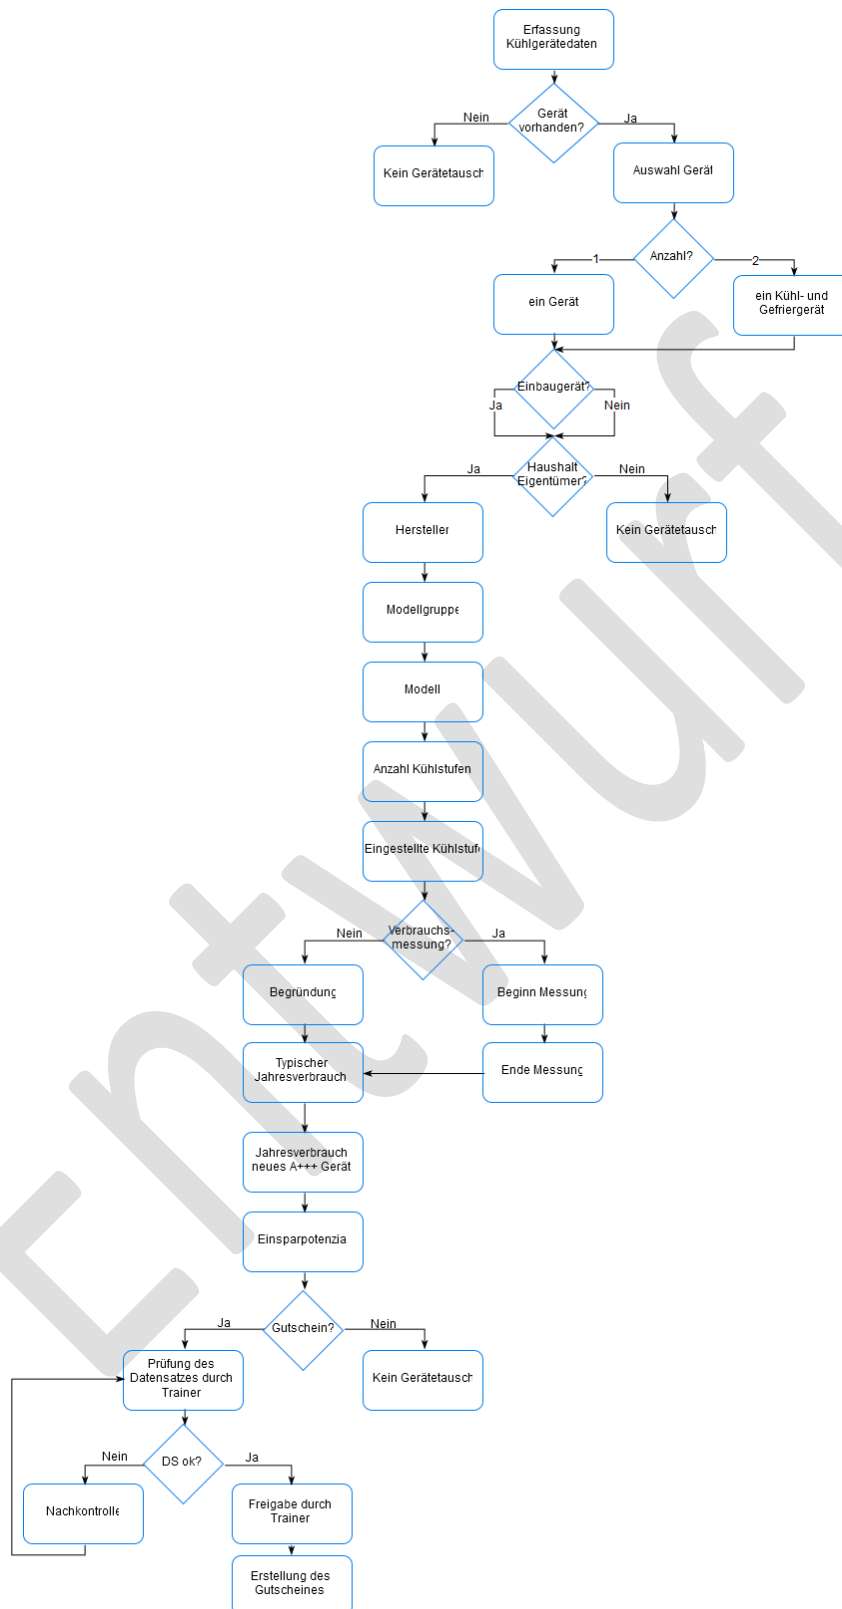 Erfassung
Kühlgerätedaten
Gerät
vorhanden?
Nein
Ja
Kein Gerätetausch
Auswahl Gerät
Anzahl?
1
2
ein Gerät
ein Kühl- und
Gefriergerät
Einbaugerät?
Ja
Nein
Haushalt
Eigentümer?
Ja
Nein
Hersteller
Kein Gerätetausch
Modellgruppe
Modell
Anzahl Kühlstufen
Eingestellte Kühlstufe
Verbrauchs-
messung?
Nein
Ja
Begründung
Beginn Messung
Typischer
Jahresverbrauch
Ende Messung
Jahresverbrauch
neues A+++ Gerät
Einsparpotenzia
Gutschein?
Ja
Nein
Prüfung des
Datensatzes durch
Trainer
Kein Gerätetausch
DS ok?
Nein
Ja
Nachkontrolle
Freigabe durch
Trainer
Erstellung des
Gutscheines
Entwurf